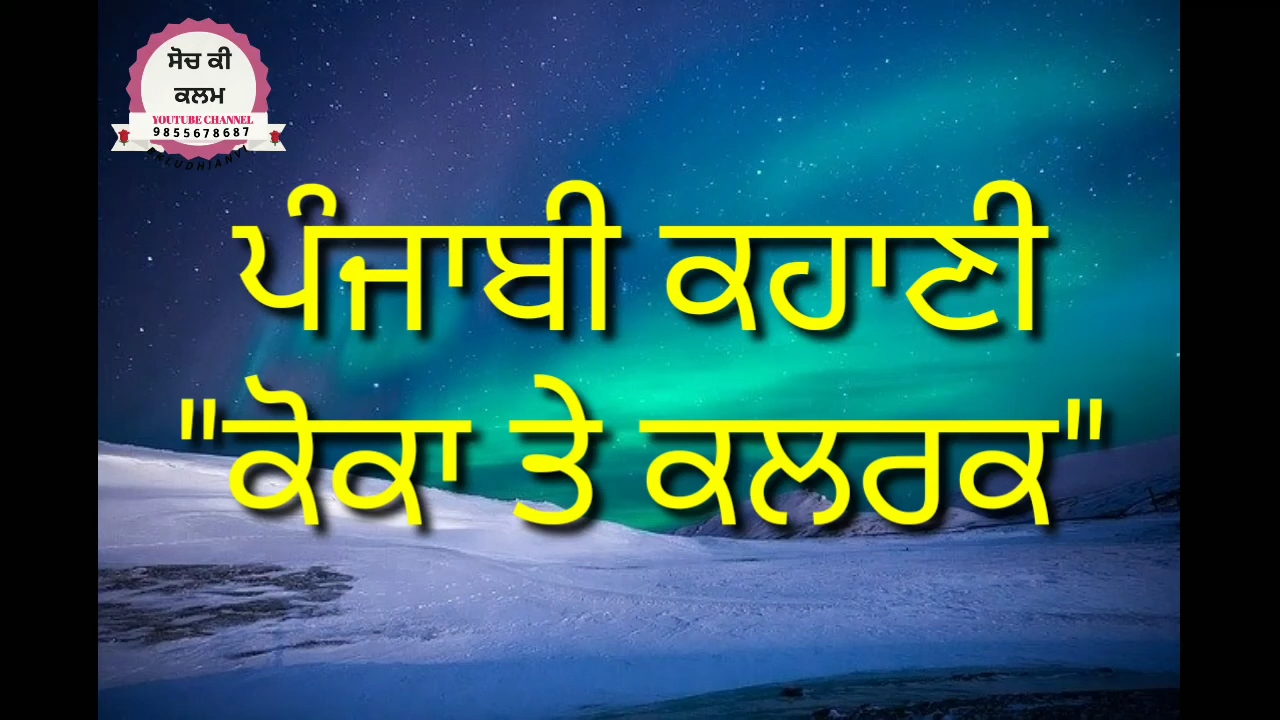 ਸੋਚ ਕੀ
ਕਲਮ
YOUTUBE CHANNEL
9855678687
ਪੰਜਾਬੀ ਕਹਾਣੀ
"ਕੋਕਾ ਤੇ ਕਲਰਕ"